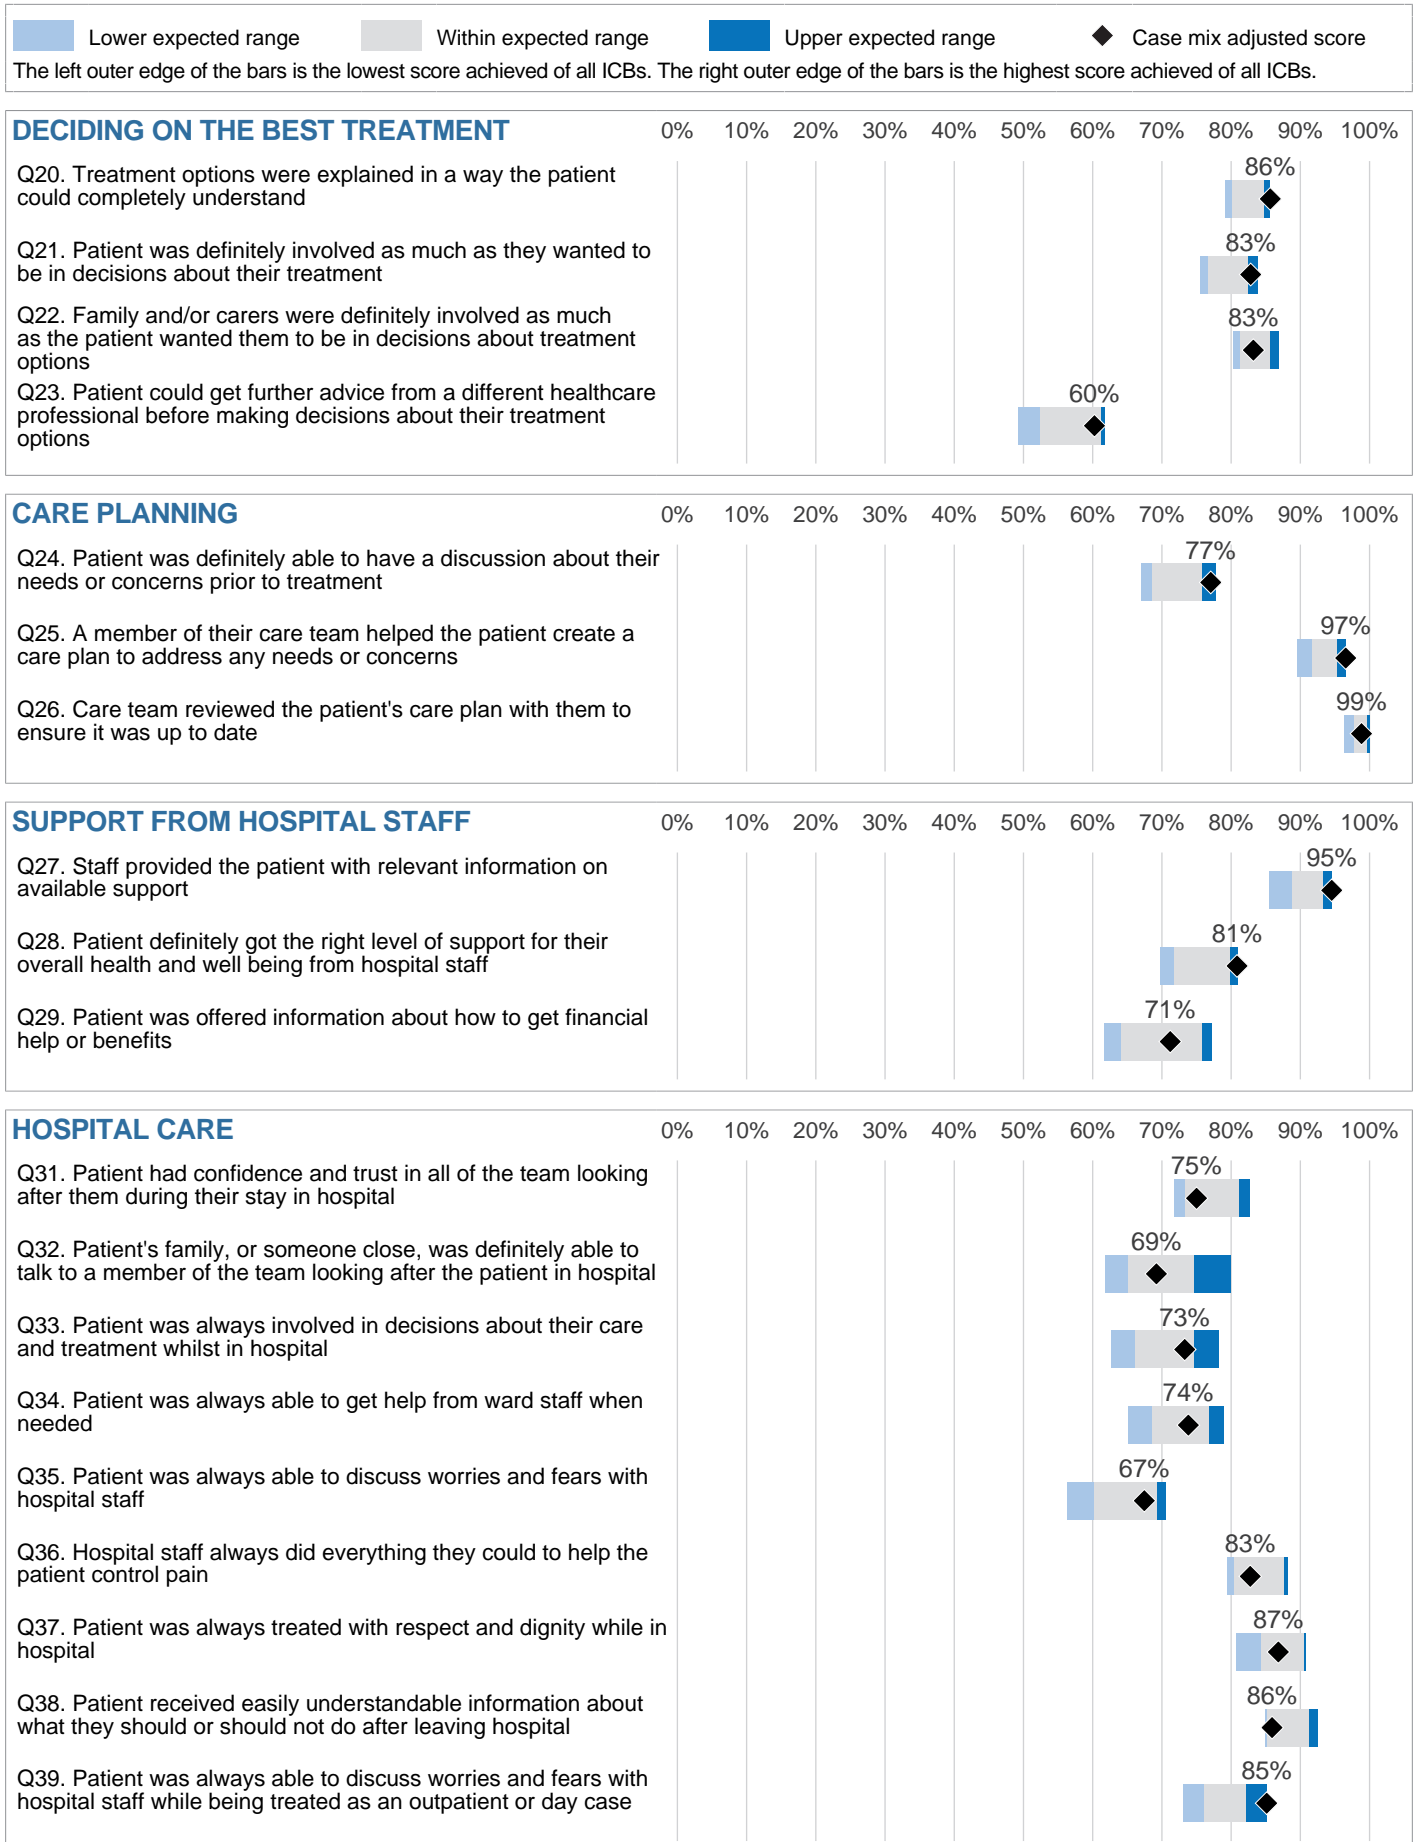 Lower expected range Within expected range Upper expected range Case mix adjusted score
The left outer edge of the bars is the lowest score achieved of all ICBs. The right outer edge of the bars is the highest score achieved of all ICBs.
DECIDING ON THE BEST TREATMENT 0% 10% 20% 30% 40% 50% 60% 70% 80% 90% 100%
86%
Q20. Treatment options were explained in a way the patient
could completely understand
83%
Q21. Patient was definitely involved as much as they wanted to
be in decisions about their treatment
83%
Q22. Family and/or carers were definitely involved as much
as the patient wanted them to be in decisions about treatment
options
60%
Q23. Patient could get further advice from a different healthcare
professional before making decisions about their treatment
options
CARE PLANNING 0% 10% 20% 30% 40% 50% 60% 70% 80% 90% 100%
77%
Q24. Patient was definitely able to have a discussion about their
needs or concerns prior to treatment
97%
Q25. A member of their care team helped the patient create a
care plan to address any needs or concerns
99%
Q26. Care team reviewed the patient's care plan with them to
ensure it was up to date
SUPPORT FROM HOSPITAL STAFF 0% 10% 20% 30% 40% 50% 60% 70% 80% 90% 100%
95%
Q27. Staff provided the patient with relevant information on
available support
81%
Q28. Patient definitely got the right level of support for their
overall health and well being from hospital staff
71%
Q29. Patient was offered information about how to get financial
help or benefits
HOSPITAL CARE 0% 10% 20% 30% 40% 50% 60% 70% 80% 90% 100%
75%
Q31. Patient had confidence and trust in all of the team looking
after them during their stay in hospital
69%
Q32. Patient's family, or someone close, was definitely able to
talk to a member of the team looking after the patient in hospital
73%
Q33. Patient was always involved in decisions about their care
and treatment whilst in hospital
74%
Q34. Patient was always able to get help from ward staff when
needed
67%
Q35. Patient was always able to discuss worries and fears with
hospital staff
83%
Q36. Hospital staff always did everything they could to help the
patient control pain
87%
Q37. Patient was always treated with respect and dignity while in
hospital
86%
Q38. Patient received easily understandable information about
what they should or should not do after leaving hospital
85%
Q39. Patient was always able to discuss worries and fears with
hospital staff while being treated as an outpatient or day case